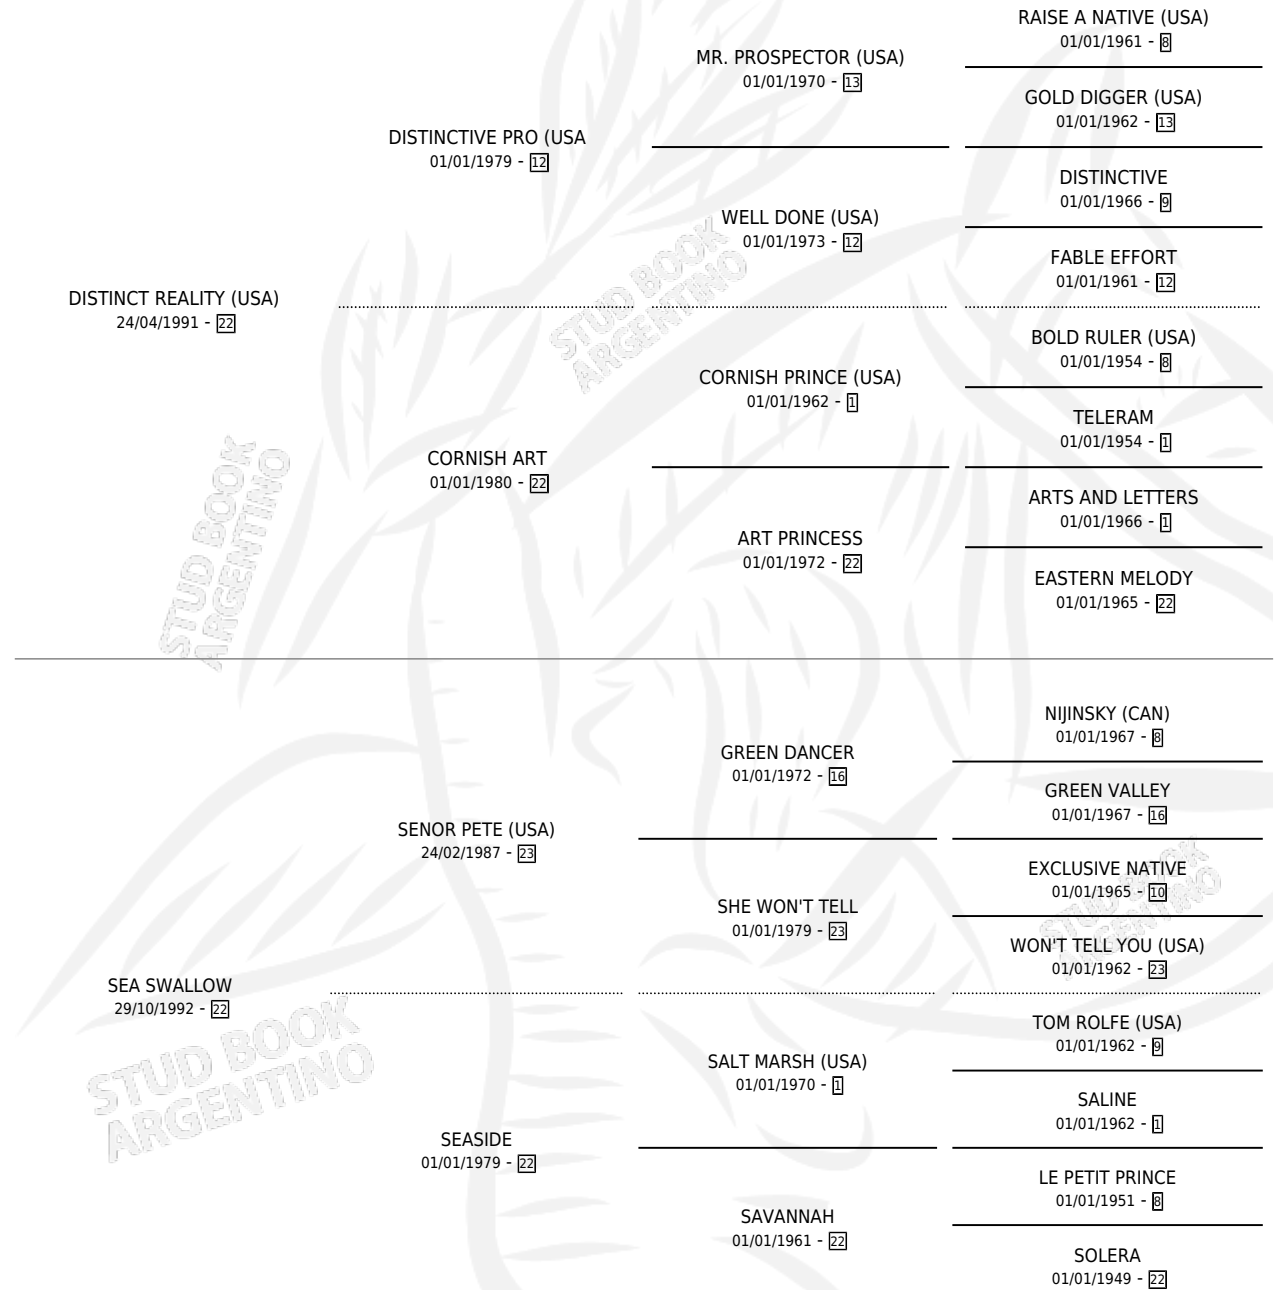 RAISE A NATIVE (USA)
01/01/1961 - 8
MR. PROSPECTOR (USA)
01/01/1970 - 13
GOLD DIGGER (USA)
01/01/1962 - 13
DISTINCTIVE PRO (USA
01/01/1979 - 12
DISTINCTIVE
01/01/1966 - 9
WELL DONE (USA)
01/01/1973 - 12
FABLE EFFORT
01/01/1961 - 12
DISTINCT REALITY (USA)
24/04/1991 - 22
BOLD RULER (USA)
01/01/1954 - 8
CORNISH PRINCE (USA)
01/01/1962 - 1
TELERAM
01/01/1954 - 1
CORNISH ART
01/01/1980 - 22
ARTS AND LETTERS
01/01/1966 - 1
ART PRINCESS
01/01/1972 - 22
EASTERN MELODY
01/01/1965 - 22
NIJINSKY (CAN)
01/01/1967 - 8
GREEN DANCER
01/01/1972 - 16
GREEN VALLEY
01/01/1967 - 16
SENOR PETE (USA)
24/02/1987 - 23
EXCLUSIVE NATIVE
01/01/1965 - 10
SHE WON'T TELL
01/01/1979 - 23
WON'T TELL YOU (USA)
01/01/1962 - 23
SEA SWALLOW
29/10/1992 - 22
TOM ROLFE (USA)
01/01/1962 - 9
SALT MARSH (USA)
01/01/1970 - 1
SALINE
01/01/1962 - 1
SEASIDE
01/01/1979 - 22
LE PETIT PRINCE
01/01/1951 - 8
SAVANNAH
01/01/1961 - 22
SOLERA
01/01/1949 - 22
STUD BOOK
ARGENTINO
STUD BOOK
ARGENTINO
STUD BOOK
ARGENTINO
STUD BOOK
ARGENTINO